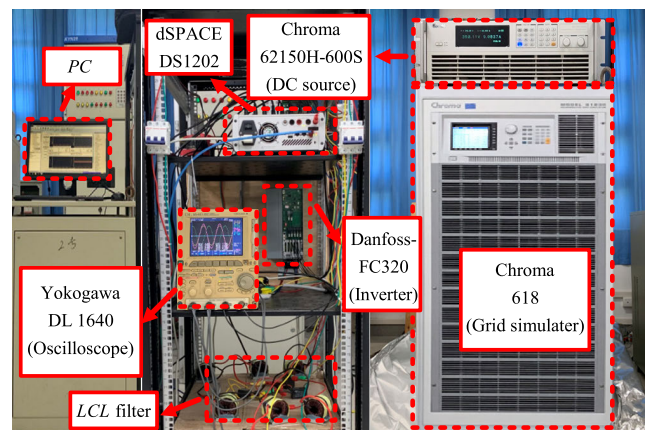 PC
dSPACE
DS1202
Chroma
62150H-600S
(DC source)
Chroma
Yokogawa
DL 1640
(Oscilloscope)
Danfoss-
FC320
(Inverter)
Chroma
618
(Grid simulater)
LCL filter